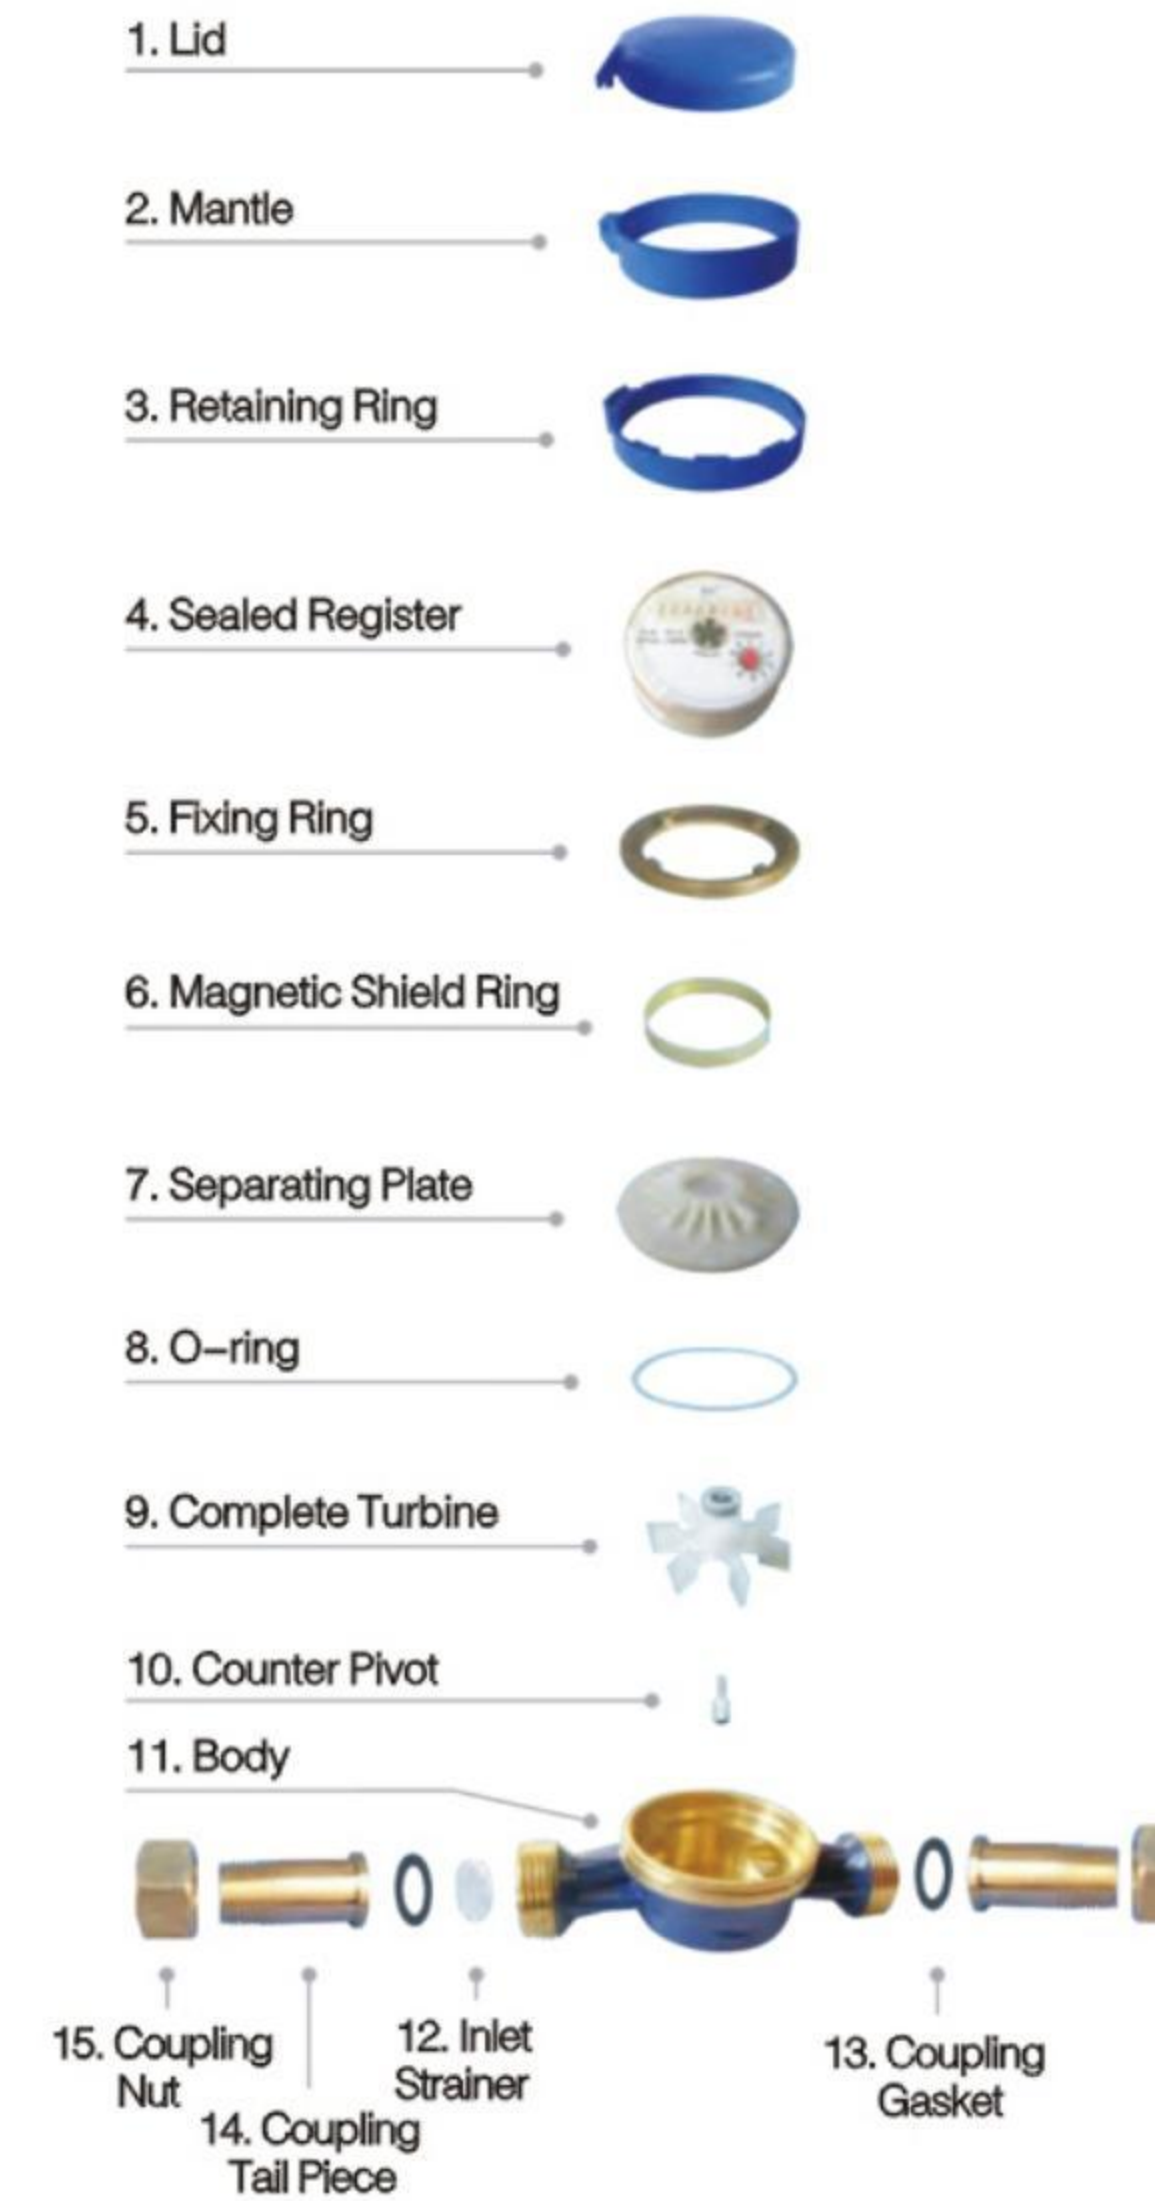 1. Lid
2. Mantle
3. Retaining Ring
4. Sealed Register
5. Fixing Ring
6. Magnetic Shield Ring
7. Separating Plate
8. O–ring
9. Complete Turbine
10. Counter Pivot
11. Body
15. Coupling
Nut
12. Inlet
Strainer
13. Coupling
Gasket
14. Coupling
Tail Piece